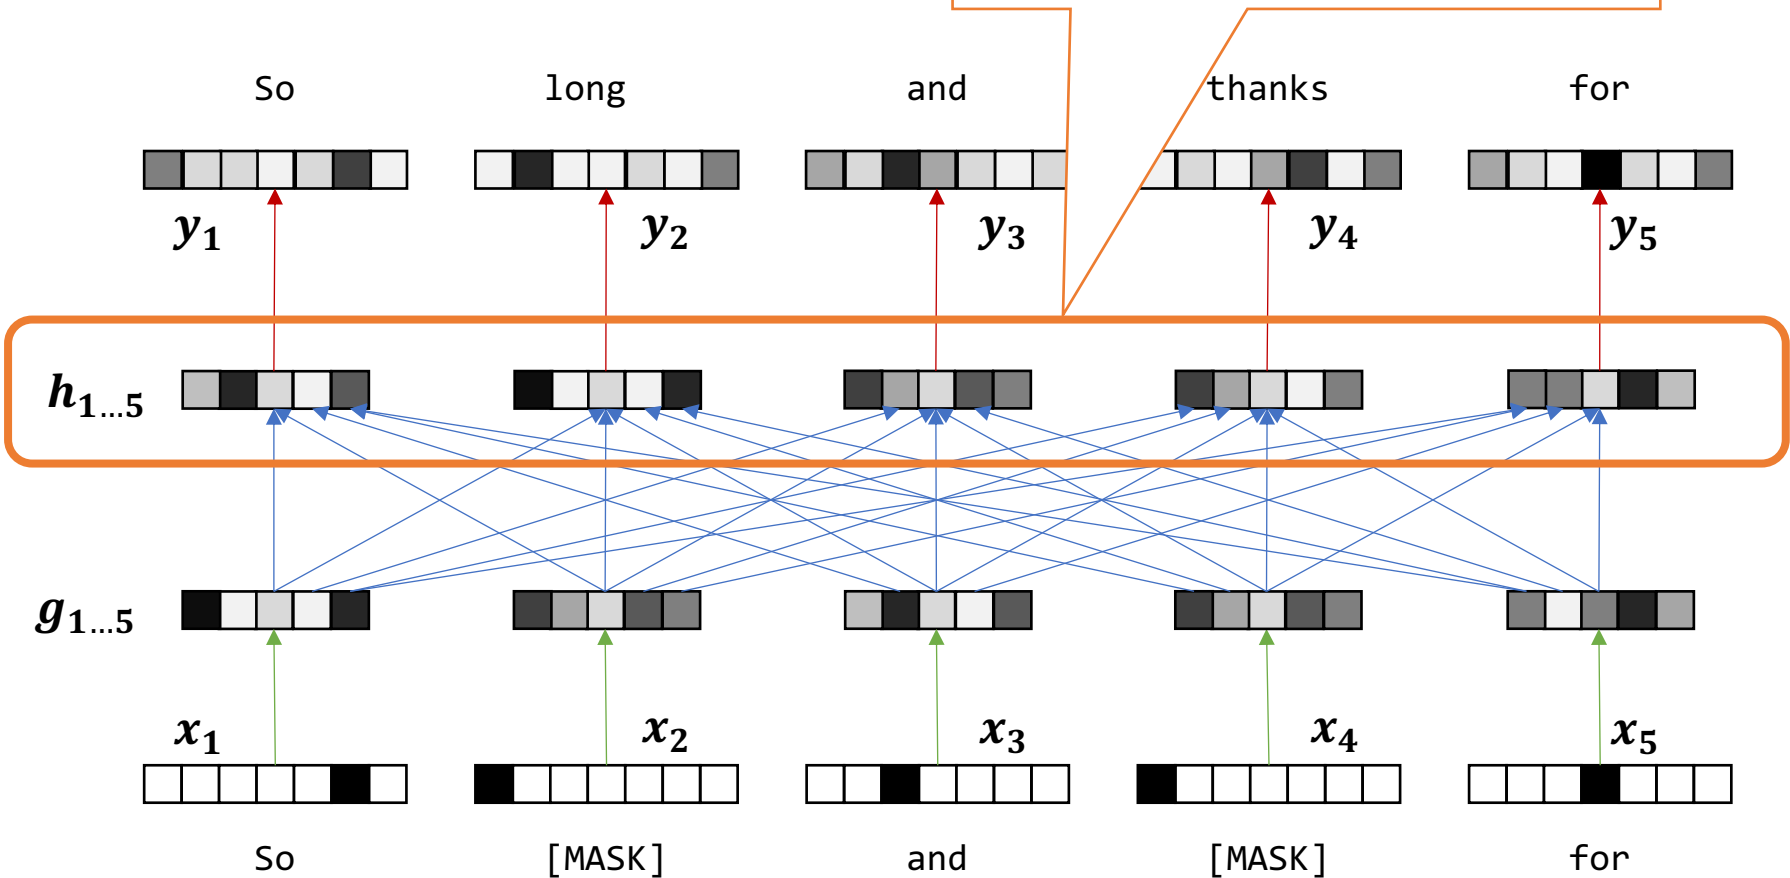 So long and thanks for
y1 y2 y3 y4 y5
h1...5
g1...5
x1 x2 x3 x4 x5
So [MASK] and [MASK] for